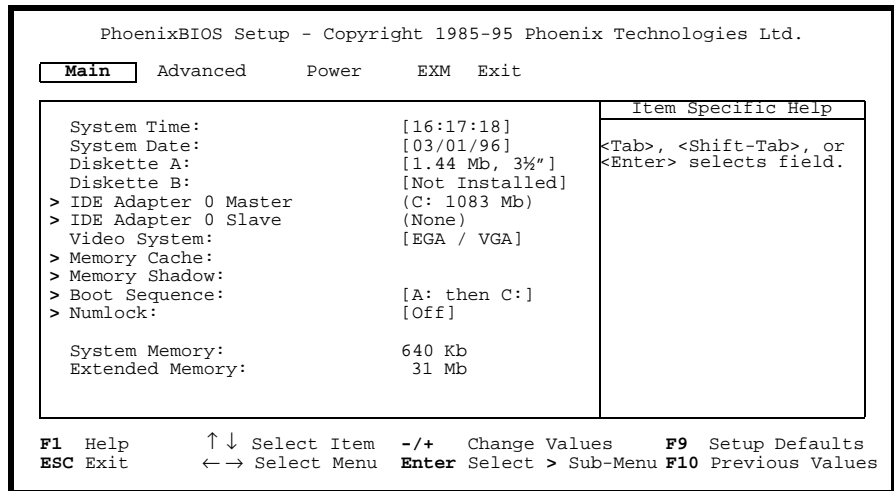 PhoenixBIOS Setup - Copyright 1985-95 Phoenix Technologies Ltd.
Main Advanced Power EXM Exit
Item Specific Help
System Time: [16:17:18]
System Date: [03/01/96] <Tab>, <Shift-Tab>, or
Diskette A: [1.44 Mb, 3½″] <Enter> selects field.
Diskette B: [Not Installed]
> IDE Adapter 0 Master (C: 1083 Mb)
> IDE Adapter 0 Slave (None)
Video System: [EGA / VGA]
> Memory Cache:
> Memory Shadow:
> Boot Sequence: [A: then C:]
> Numlock: [Off]
System Memory: 640 Kb
Extended Memory: 31 Mb
F1 Help ↑↓ Select Item -/+ Change Values F9 Setup Defaults
ESC Exit ←→ Select Menu Enter Select > Sub-Menu F10 Previous Values